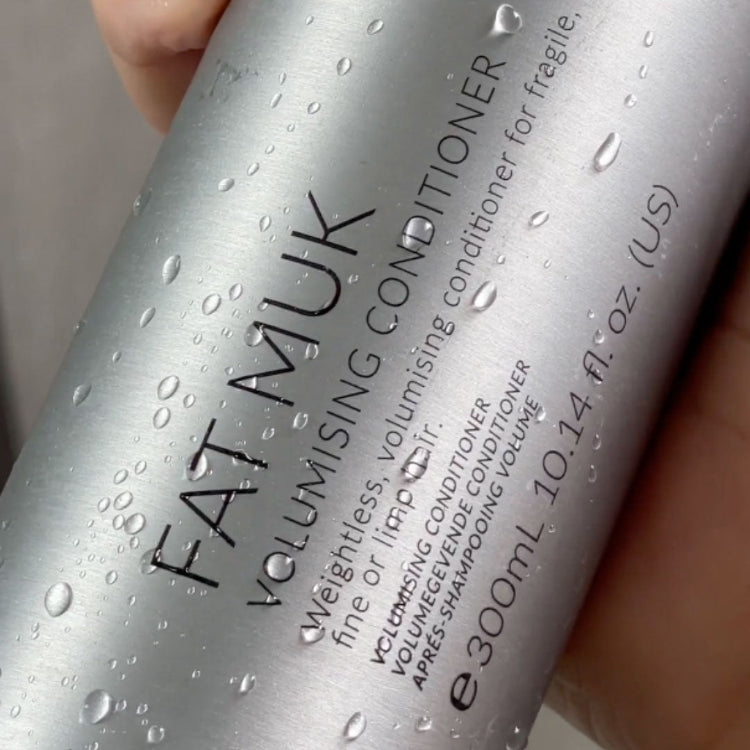 FAT MUK
VOLUMISING CONDITIONER
Weightless, volumising conditioner for fragile,
fine or limp hair.
VOLUMISING CONDITIONER
VOLUMEGEVENDE CONDITIONER
APRÉS-SHAMPOOING VOLUME
℮ 300mL 10.14 fl. oz. (US)